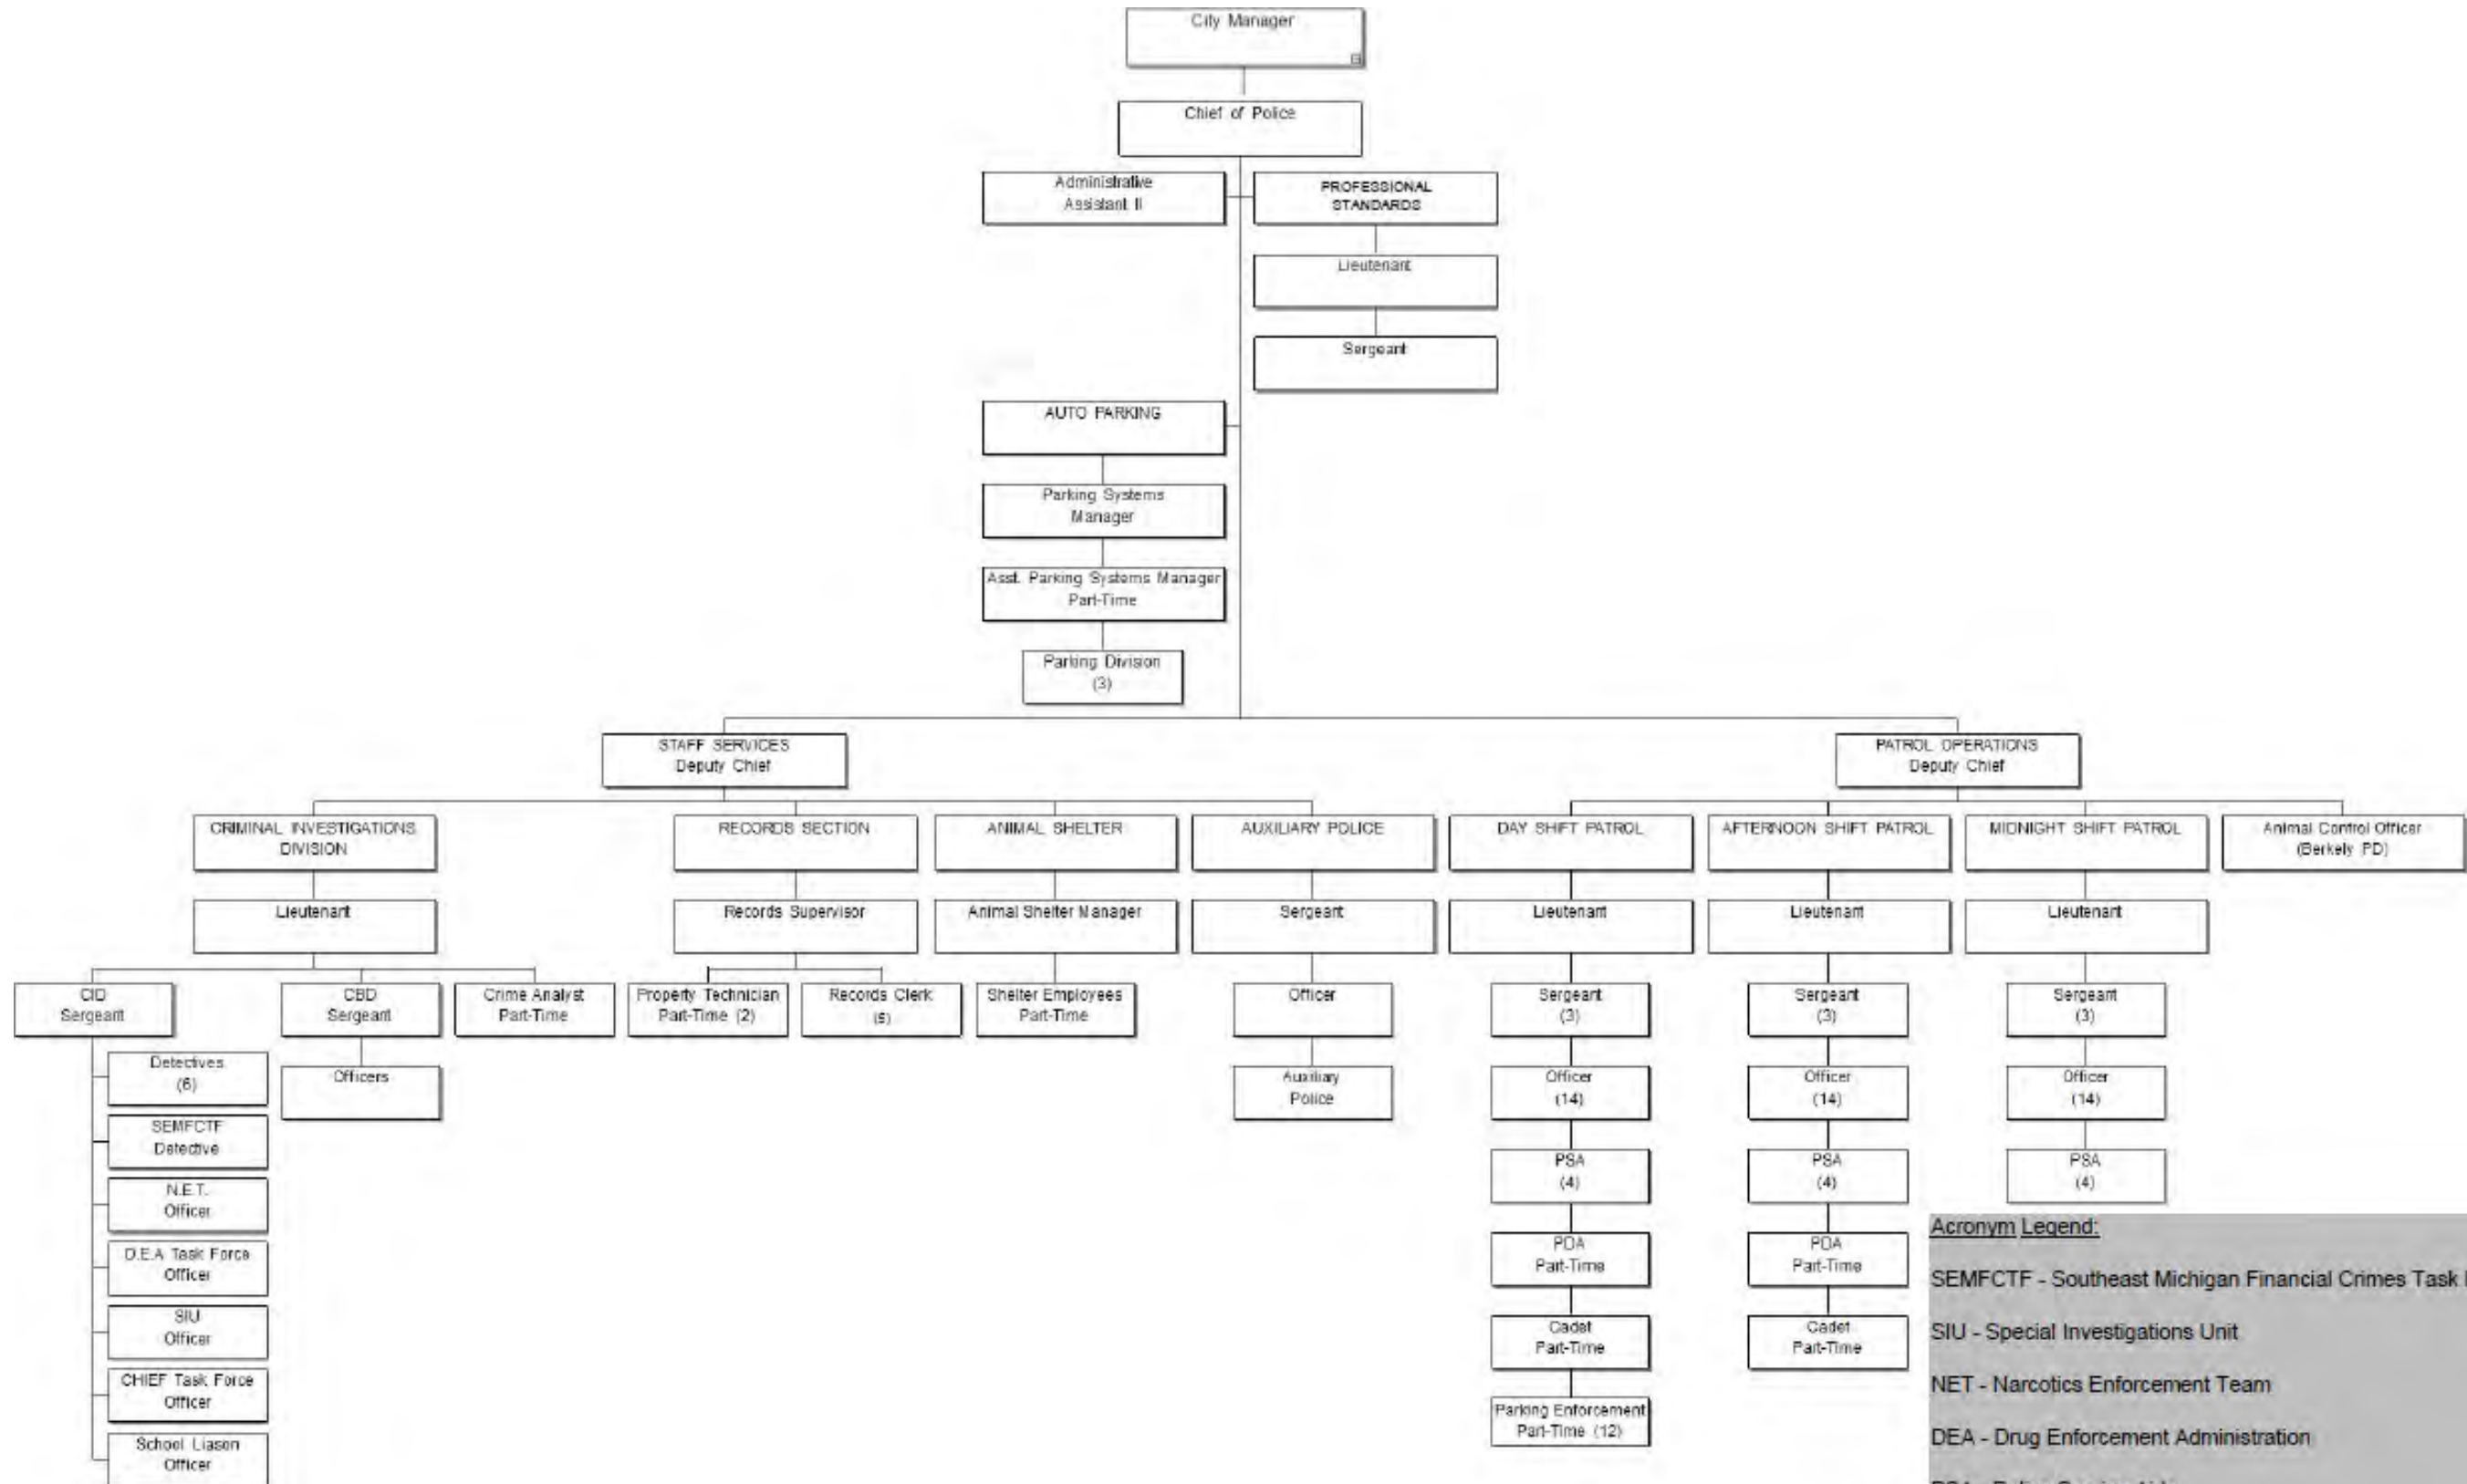 City Manager
Chief of Police
Administrative
Assistant II
PROFESSIONAL
STANDARDS
Lieutenant
Sergeant
AUTO PARKING
Parking Systems
Manager
Asst. Parking Systems Manager
Part-Time
Parking Division
(3)
STAFF SERVICES
Deputy Chief
PATROL OPERATIONS
Deputy Chief
CRIMINAL INVESTIGATIONS
DIVISION
RECORDS SECTION
ANIMAL SHELTER
AUXILIARY POLICE
DAY SHIFT PATROL
AFTERNOON SHIFT PATROL
MIDNIGHT SHIFT PATROL
Animal Control Officer
(Berkely PD)
Lieutenant
Records Supervisor
Animal Shelter Manager
Sergeant
Lieutenant
Lieutenant
Lieutenant
CID
Sergeant
CBD
Sergeant
Crime Analyst
Part-Time
Property Technician
Part-Time (2)
Records Clerk
(5)
Shelter Employees
Part-Time
Officer
Sergeant
(3)
Sergeant
(3)
Sergeant
(3)
Detectives
(6)
Officers
Auxiliary
Police
Officer
(14)
Officer
(14)
Officer
(14)
SEMFCTF
Detective
PSA
(4)
PSA
(4)
PSA
(4)
N.E.T.
Officer
D.E.A Task Force
Officer
PDA
Part-Time
PDA
Part-Time
SIU
Officer
Cadet
Part-Time
Cadet
Part-Time
CHIEF Task Force
Officer
Parking Enforcement
Part-Time (12)
School Liason
Officer
Acronym Legend:
SEMFCTF - Southeast Michigan Financial Crimes Task
SIU - Special Investigations Unit
NET - Narcotics Enforcement Team
DEA - Drug Enforcement Administration